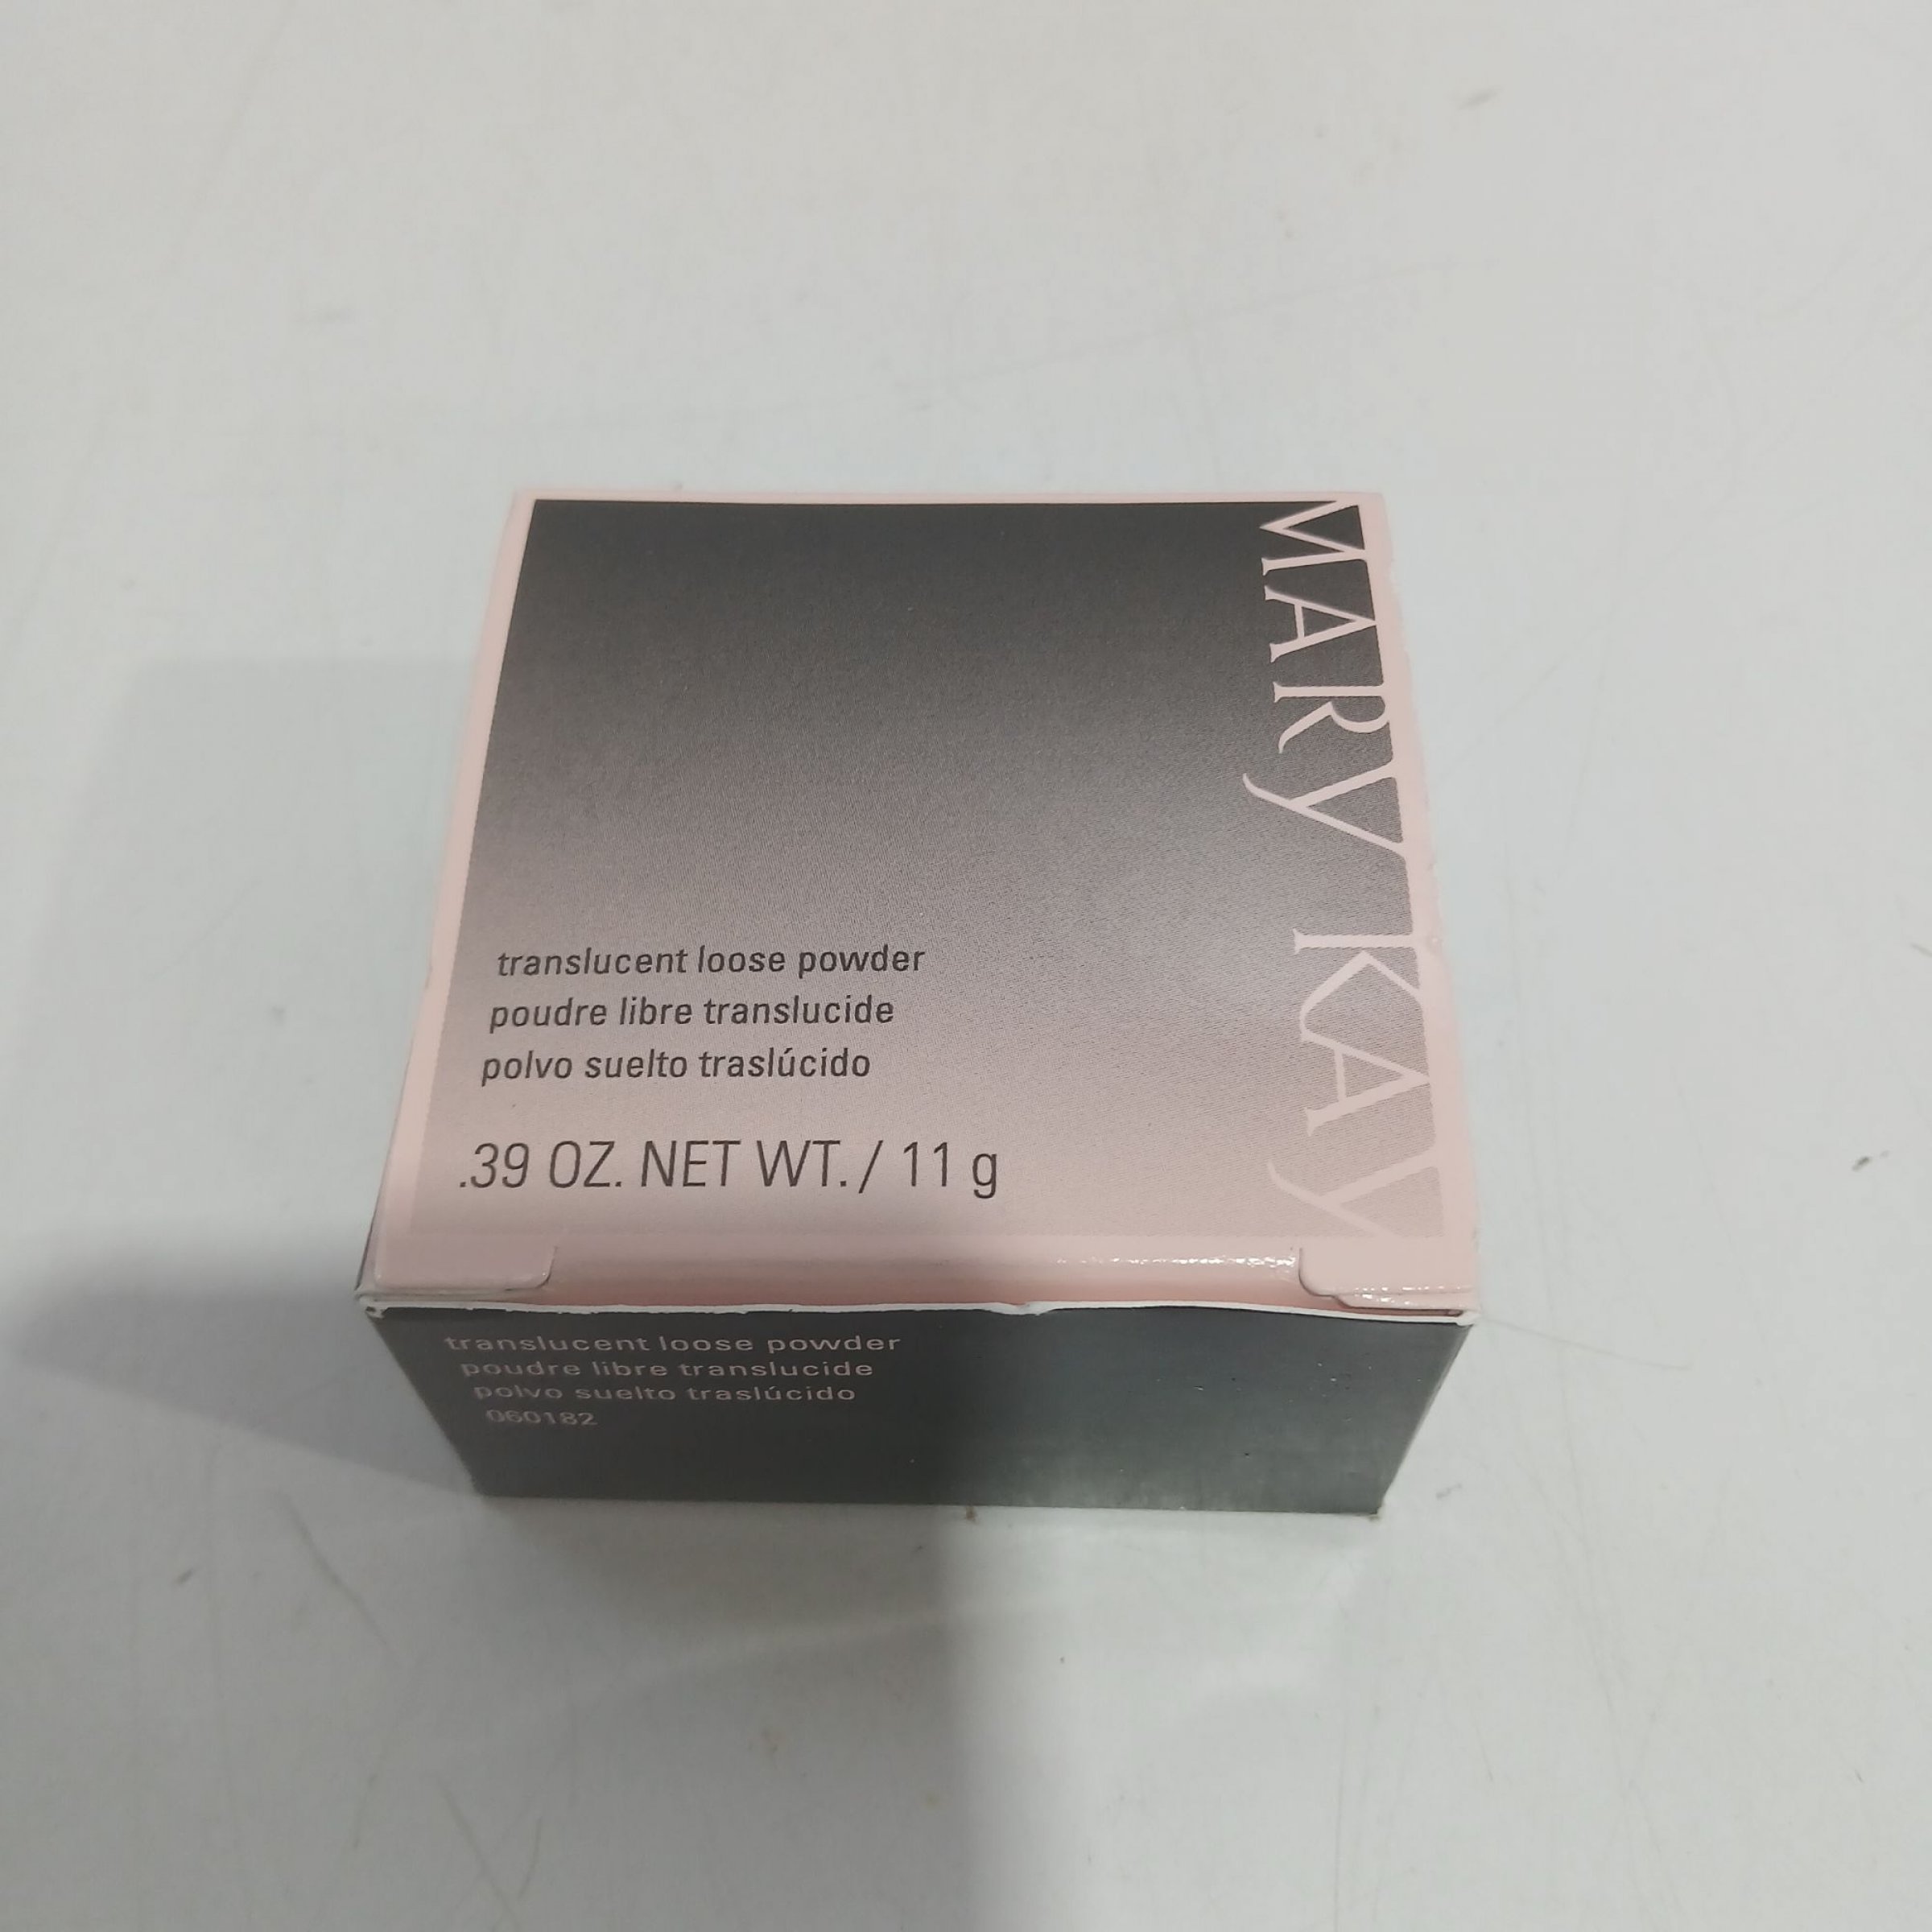 MARY KAY
translucent loose powder
poudre libre translucide
polvo suelto traslúcido
.39 OZ. NET WT. / 11 g
translucent loose powder
poudre libre translucide
polvo suelto traslúcido
060182